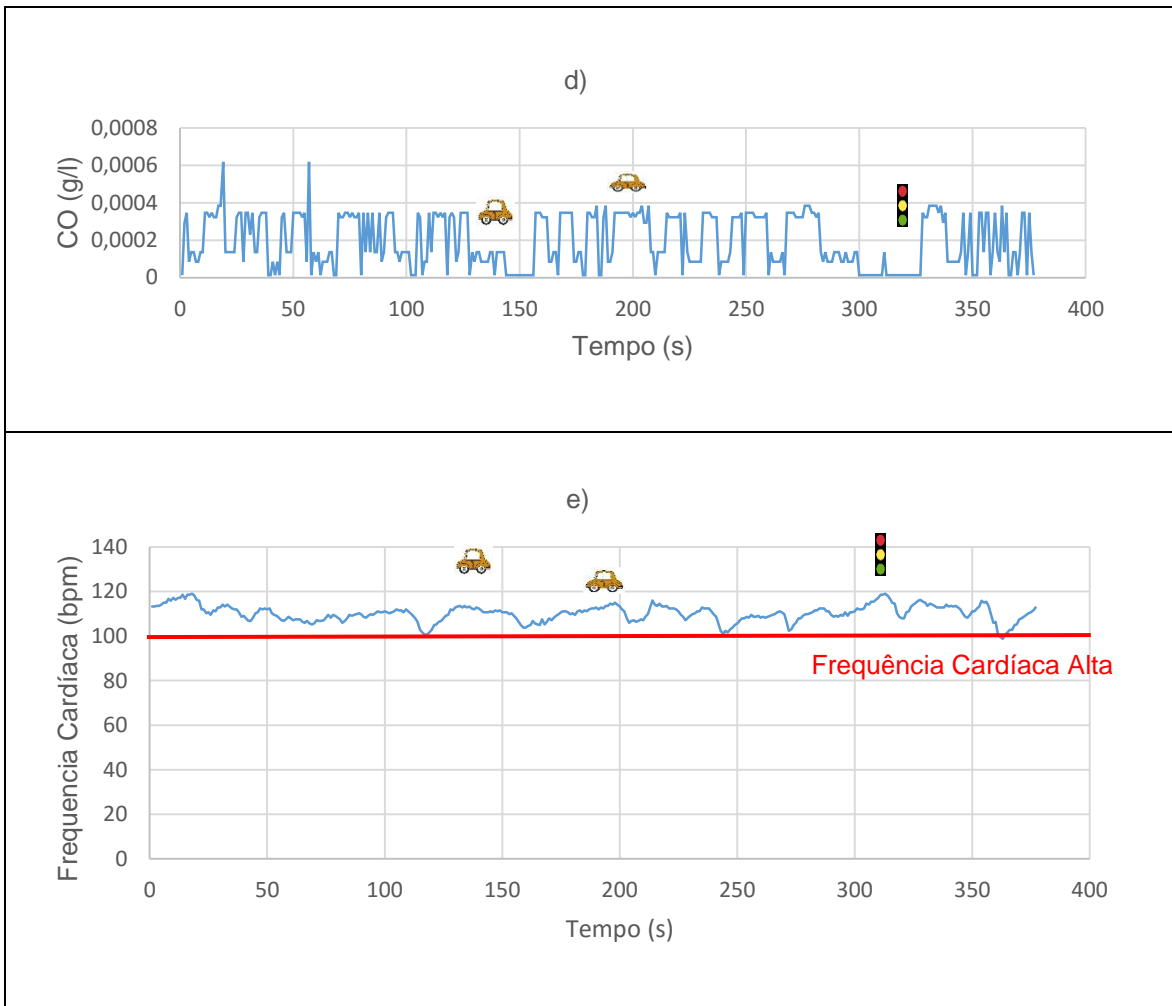 d)
CO (g/l)
0,0008
0,0006
0,0004
0,0002
0
0 50 100 150 200 250 300 350 400
Tempo (s)
e)
Frequencia Cardíaca (bpm)
140
120
100
80
60
40
20
0
Frequência Cardíaca Alta
0 50 100 150 200 250 300 350 400
Tempo (s)